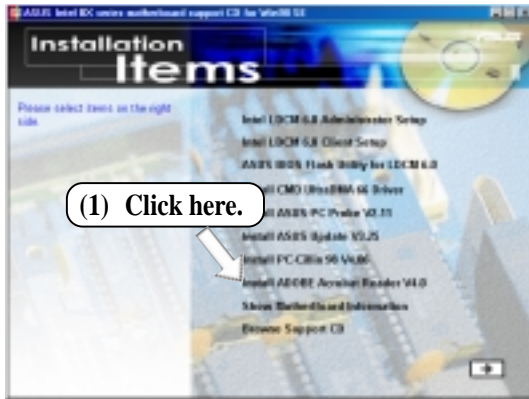 ASUS Intel BX series motherboard support CD for Win98 SE
Installation
Items
ASUS
Please select items on the right
side.
Intel LDCM 6.0 Administrator Setup
Intel LDCM 6.0 Client Setup
ASUS BIOS Flash Utility for LDCM 6.0
Install CMD UltraDMA 66 Driver
Install ASUS PC Probe V2.11
(1) Click here.
Install ASUS Update V3.25
Install PC-Cillin 98 V4.06
Install ADOBE Acrobat Reader V4.0
Show Motherboard Information
Browse Support CD